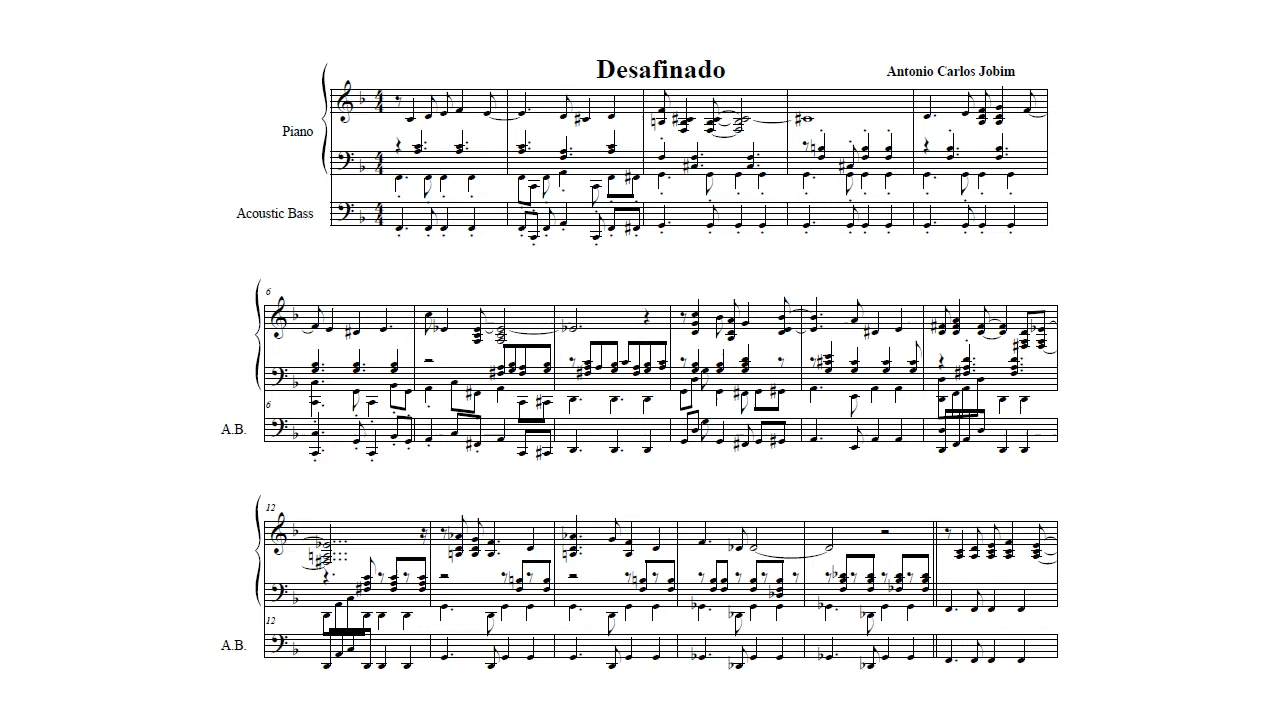 Desafinado
Antonio Carlos Jobim
Piano
Acoustic Bass
6
6
A.B.
12
12
A.B.